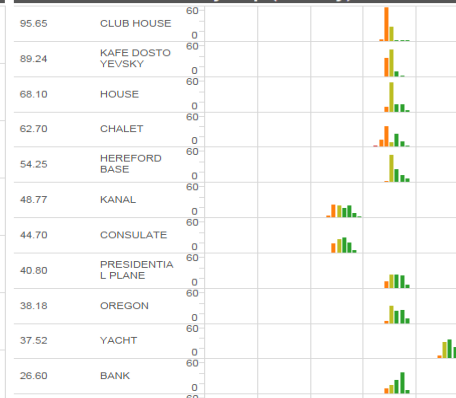 60
95.65 CLUB HOUSE
0
60
89.24 KAFE DOSTO
YEVSKY
0
60
68.10 HOUSE
0
60
62.70 CHALET
0
60
54.25 HEREFORD
BASE
0
60
48.77 KANAL
0
60
44.70 CONSULATE
0
60
40.80 PRESIDENTIA
L PLANE
0
60
38.18 OREGON
0
60
37.52 YACHT
0
60
26.60 BANK
0
60